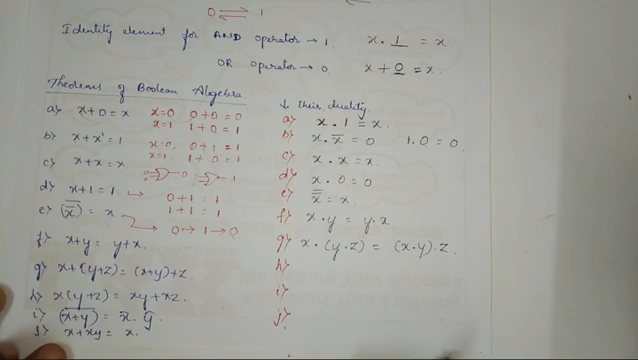 0 ⇌ 1
Identity element for AND operator → 1, x . 1 = x.
OR operator → 0. x + 0 = x.
Theorems of Boolean Algebra
a) x+0 = x x=0 0+0 = 0
x=1 1+0 = 1
b) x+x' = 1 x=0, 0+1 = 1
c) x+x = x. x=1. 1+0 = 1
0 0 1
d) x+1 = 1 → 0+1 = 1
1+1 = 1
e) (x̿) = x 0 → 1 → 0
f) x+y = y+x.
g) x+(y+z) = (x+y)+z
h) x(y+z) = xy+xz.
i) (x+y)̅ = x̅. y̅
j) x+xy = x.
↓ their duality.
a) x . 1 = x.
b) x . x̅ = 0 1.0 = 0.
c) x . x = x.
d) x . 0 = 0
e) x̿ = x.
f) x . y = y . x
g) x . (y . z) = (x . y) . z.
h)
i)
j)